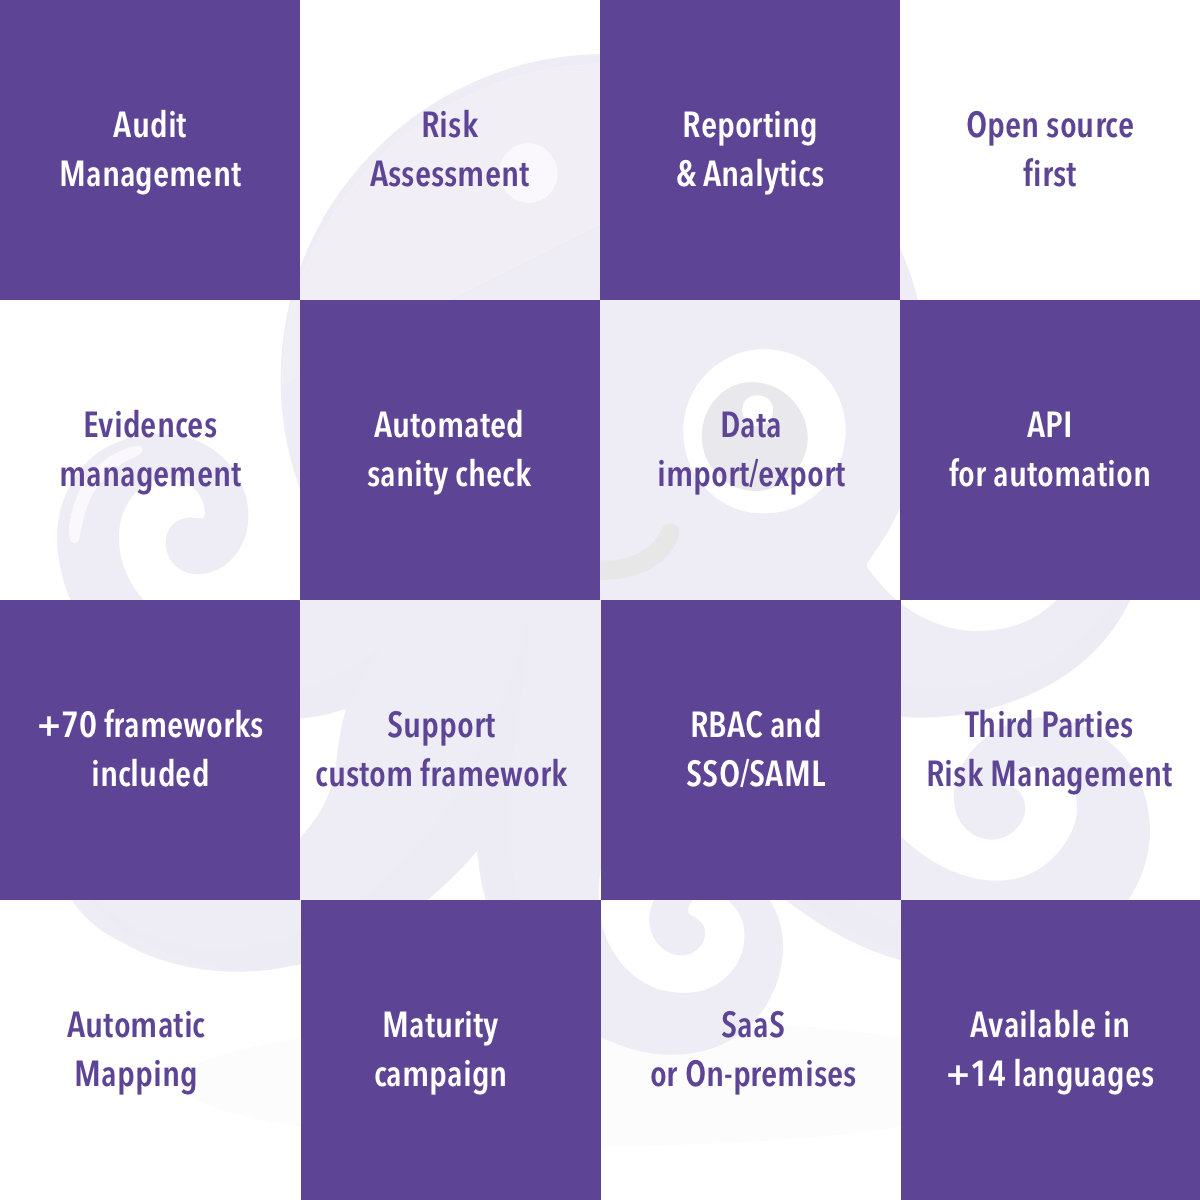 Audit
Management
Risk
Assessment
Reporting
& Analytics
Open source
first
Evidences
management
Automated
sanity check
Data
import/export
API
for automation
+70 frameworks
included
Support
custom framework
RBAC and
SSO/SAML
Third Parties
Risk Management
Automatic
Mapping
Maturity
campaign
SaaS
or On-premises
Available in
+14 languages